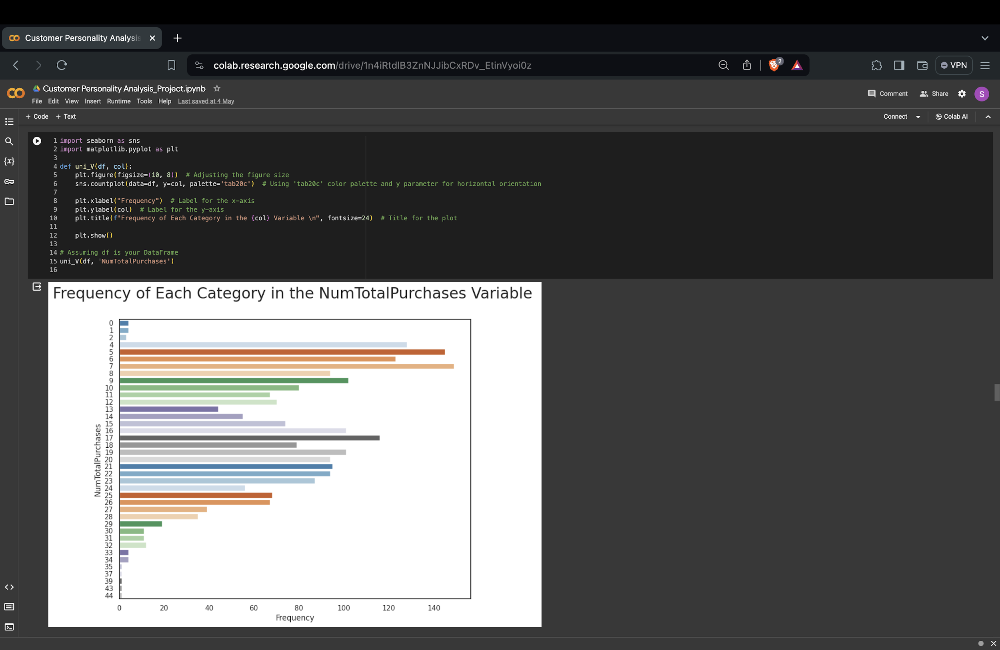 Customer Personality Analysis
colab.research.google.com/drive/1n4iRtdlB3ZnNJJibCxRDv_EtinVyoi0z
2
VPN
Customer Personality Analysis_Project.ipynb
Comment
Share
S
File Edit View Insert Runtime Tools Help Last saved at 4 May
+ Code + Text
Connect
Colab AI
{x}
1 import seaborn as sns
2 import matplotlib.pyplot as plt
3
4 def uni_V(df, col):
5     plt.figure(figsize=(10, 8))  # Adjusting the figure size
6     sns.countplot(data=df, y=col, palette='tab20c')  # Using 'tab20c' color palette and y parameter for horizontal orientation
7
8     plt.xlabel("Frequency")  # Label for the x-axis
9     plt.ylabel(col)  # Label for the y-axis
10     plt.title(f"Frequency of Each Category in the {col} Variable \n", fontsize=24)  # Title for the plot
11
12     plt.show()
13
14 # Assuming df is your DataFrame
15 uni_V(df, 'NumTotalPurchases')
16
Frequency of Each Category in the NumTotalPurchases Variable
NumTotalPurchases
0
1
2
4
5
6
7
8
9
10
11
12
13
14
15
16
17
18
19
20
21
22
23
24
25
26
27
28
29
30
31
32
33
34
35
37
39
43
44
0 20 40 60 80 100 120 140
Frequency